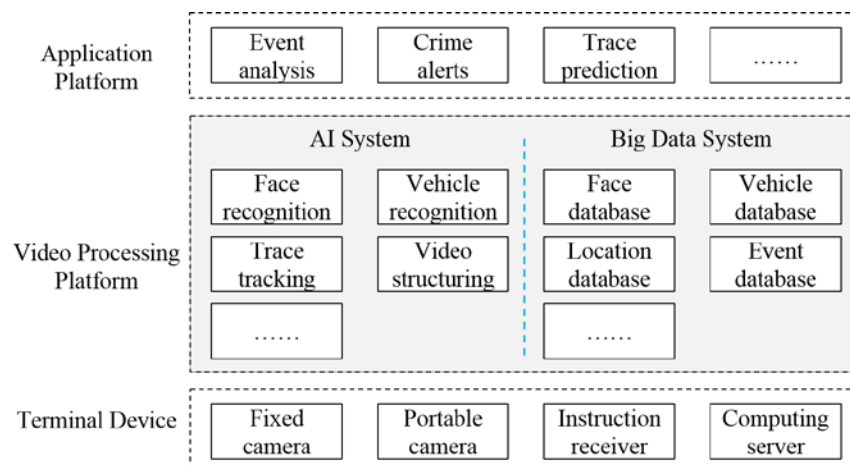 Application
Platform
Event
analysis
Crime
alerts
Trace
prediction
……
Video Processing
Platform
AI System
Face
recognition
Vehicle
recognition
Trace
tracking
Video
structuring
……
Big Data System
Face
database
Vehicle
database
Location
database
Event
database
……
Terminal Device
Fixed
camera
Portable
camera
Instruction
receiver
Computing
server